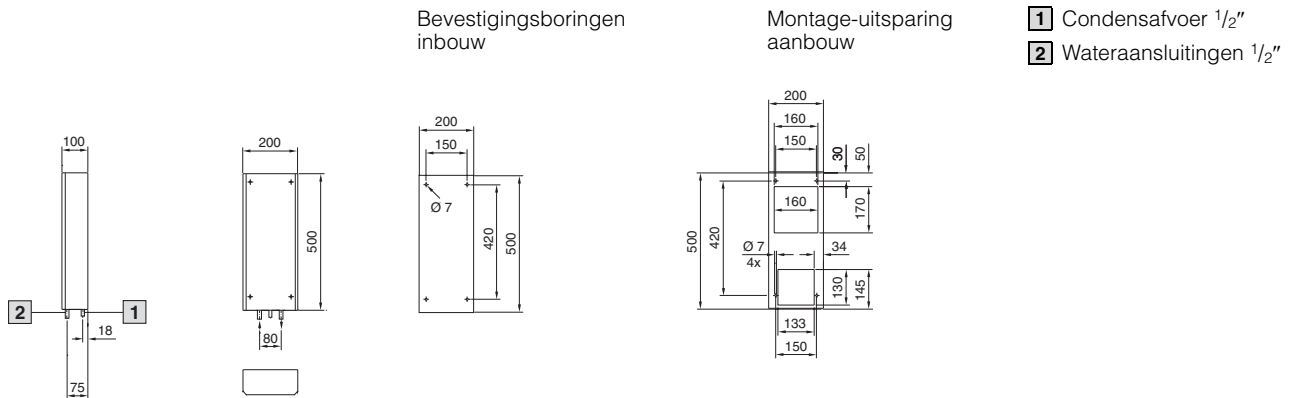 Bevestigingsboringen
inbouw
Montage-uitsparing
aanbouw
1 Condensafvoer 1/2″
2 Wateraansluitingen 1/2″
100
2
1
18
75
200
500
80
200
150
Ø 7
420
500
200
160
150
30
50
160
170
500
420
Ø 7
4x
34
130
145
133
150